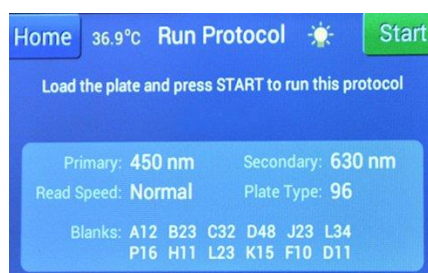 Home 36.9°C Run Protocol Start
Load the plate and press START to run this protocol
Primary: 450 nm Secondary: 630 nm
Read Speed: Normal Plate Type: 96
Blanks: A12 B23 C32 D48 J23 L34
P16 H11 L23 K15 F10 D11